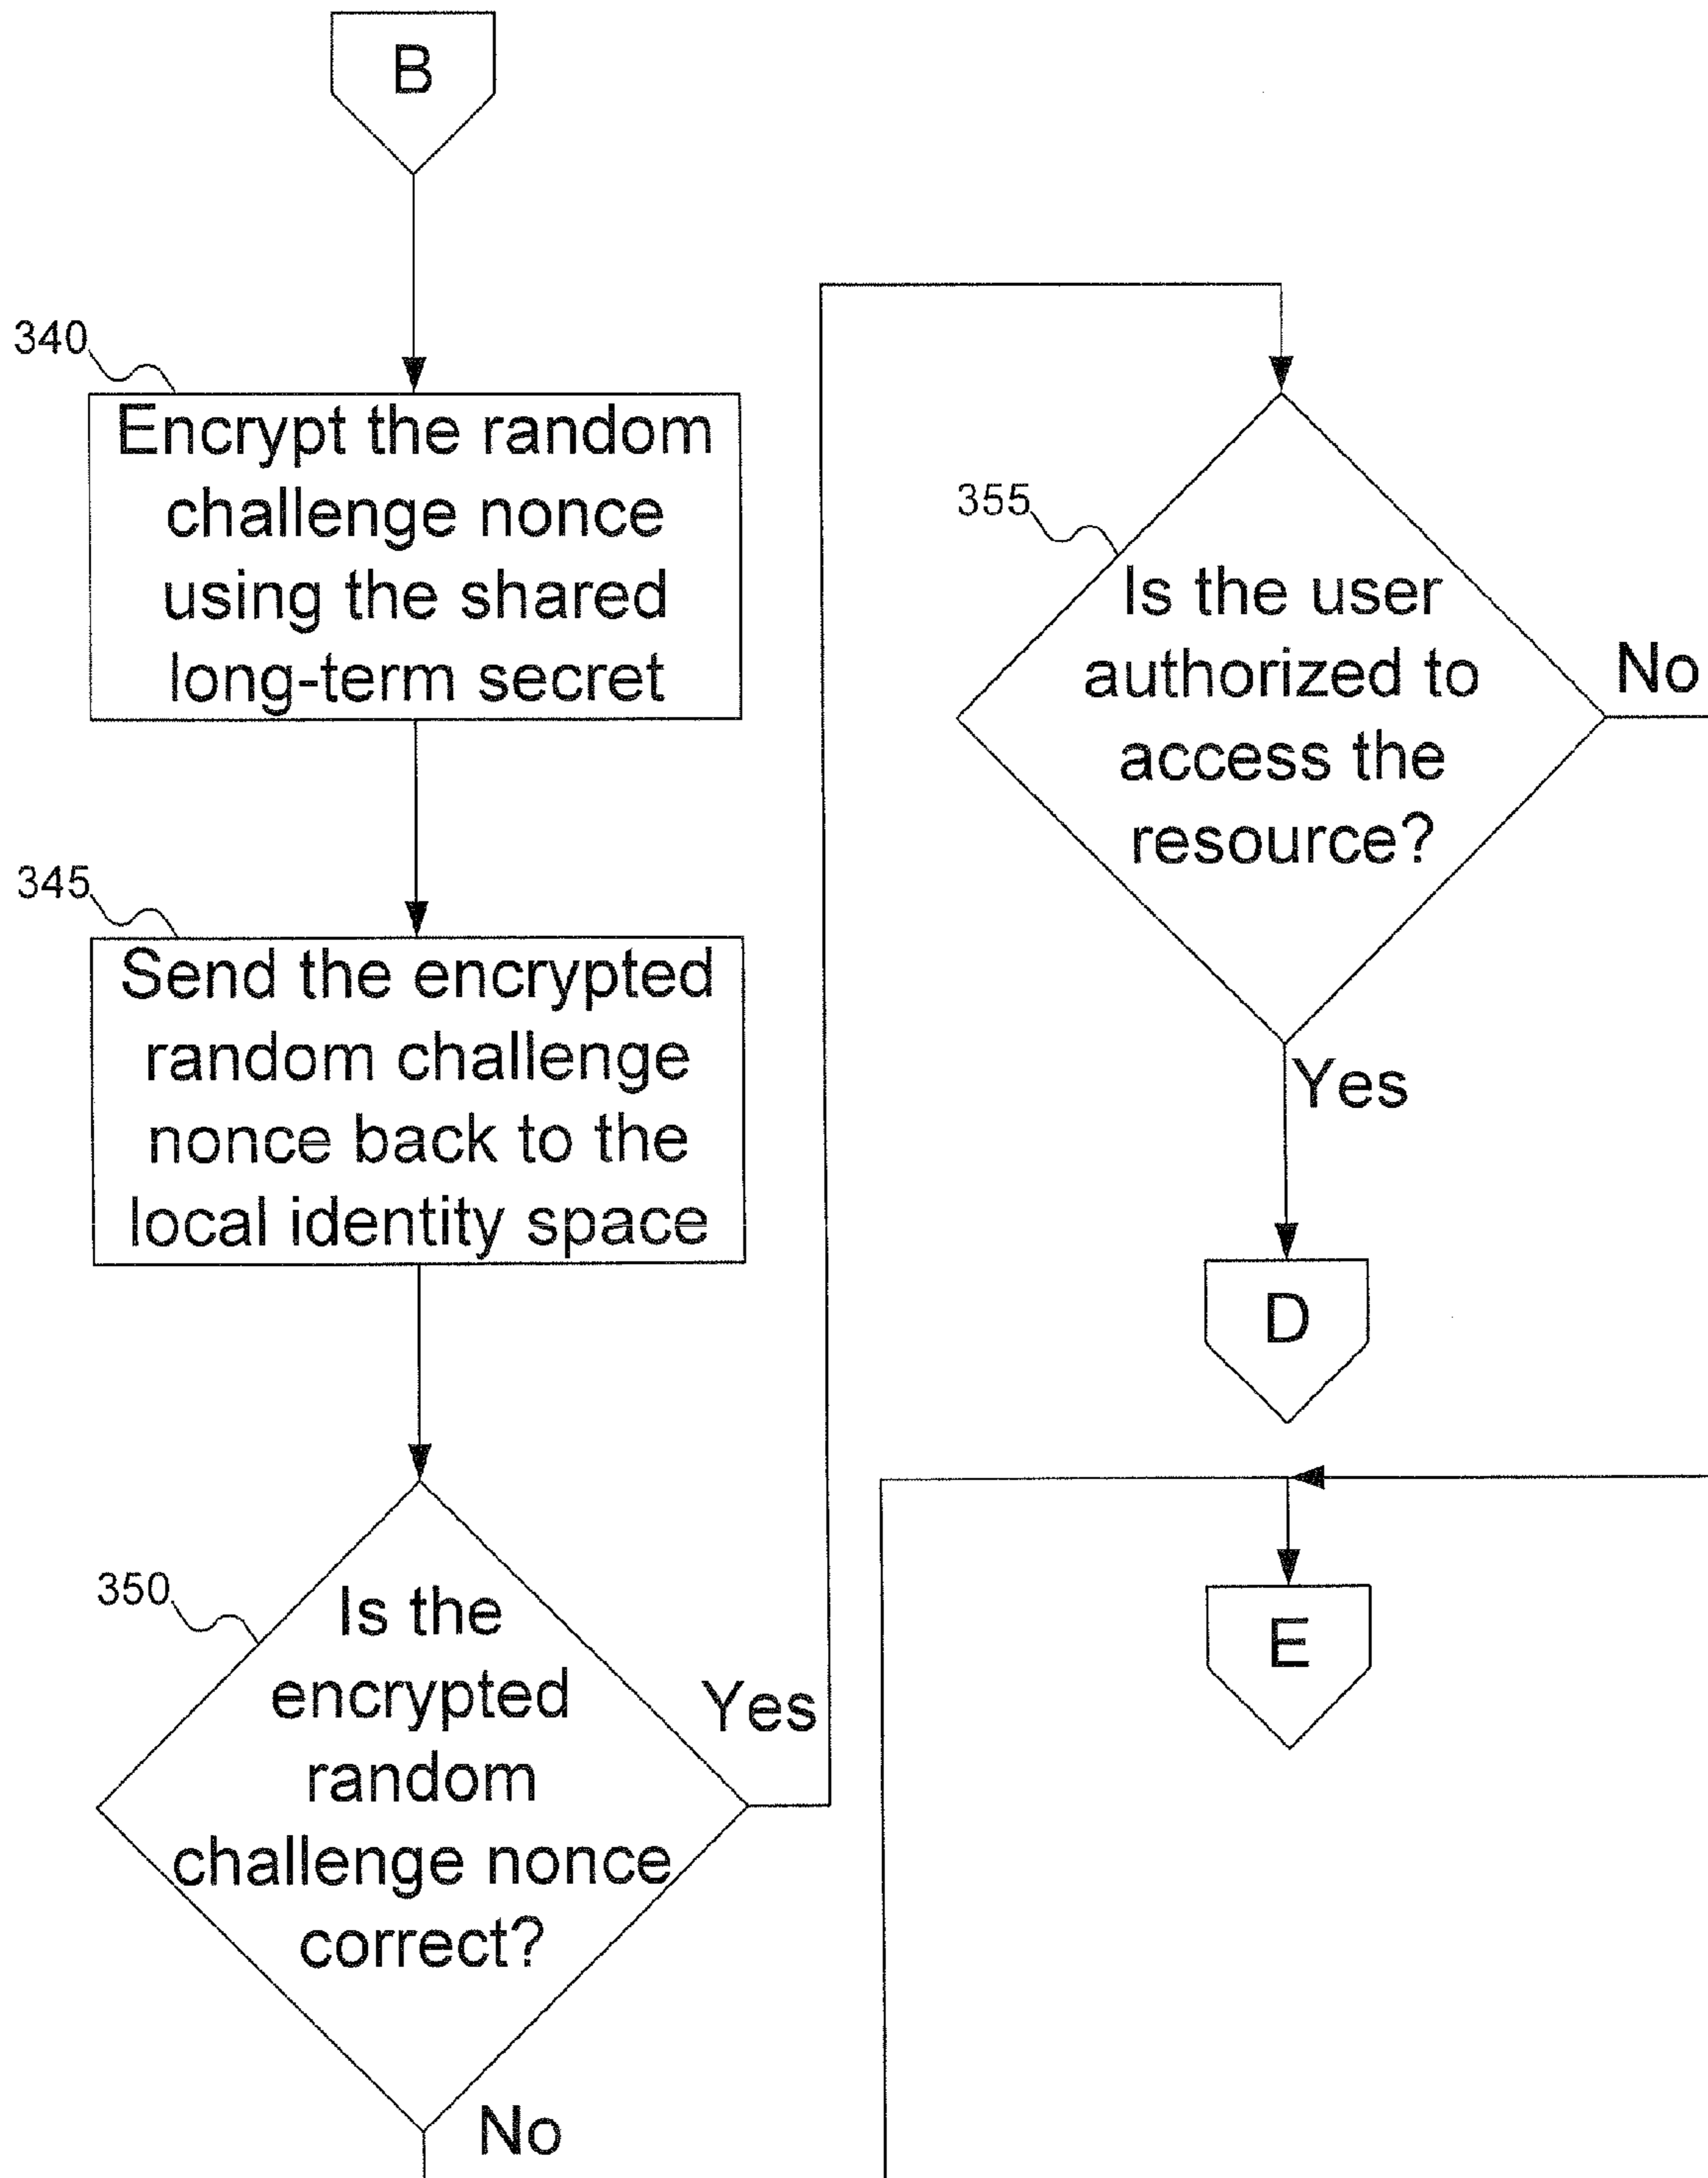 B
340
Encrypt the random
challenge nonce
using the shared
long-term secret
345
Send the encrypted
random challenge
nonce back to the
local identity space
350
Is the
encrypted
random
challenge nonce
correct?
Yes
No
355
Is the user
authorized to
access the
resource?
No
Yes
D
E